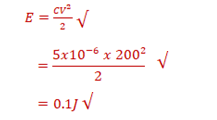 E = cv²/2 √
= 5x10⁻⁶ x 200²/2 √
= 0.1J √